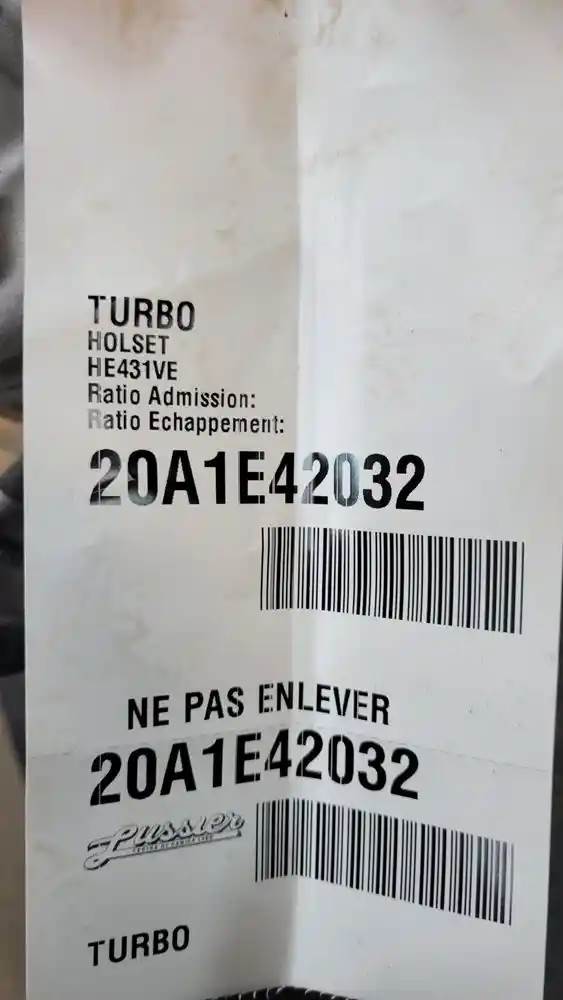 TURBO
HOLSET
HE431VE
Ratio Admission:
Ratio Echappement:
20A1E42032
NE PAS ENLEVER
20A1E42032
Lussier
TURBO